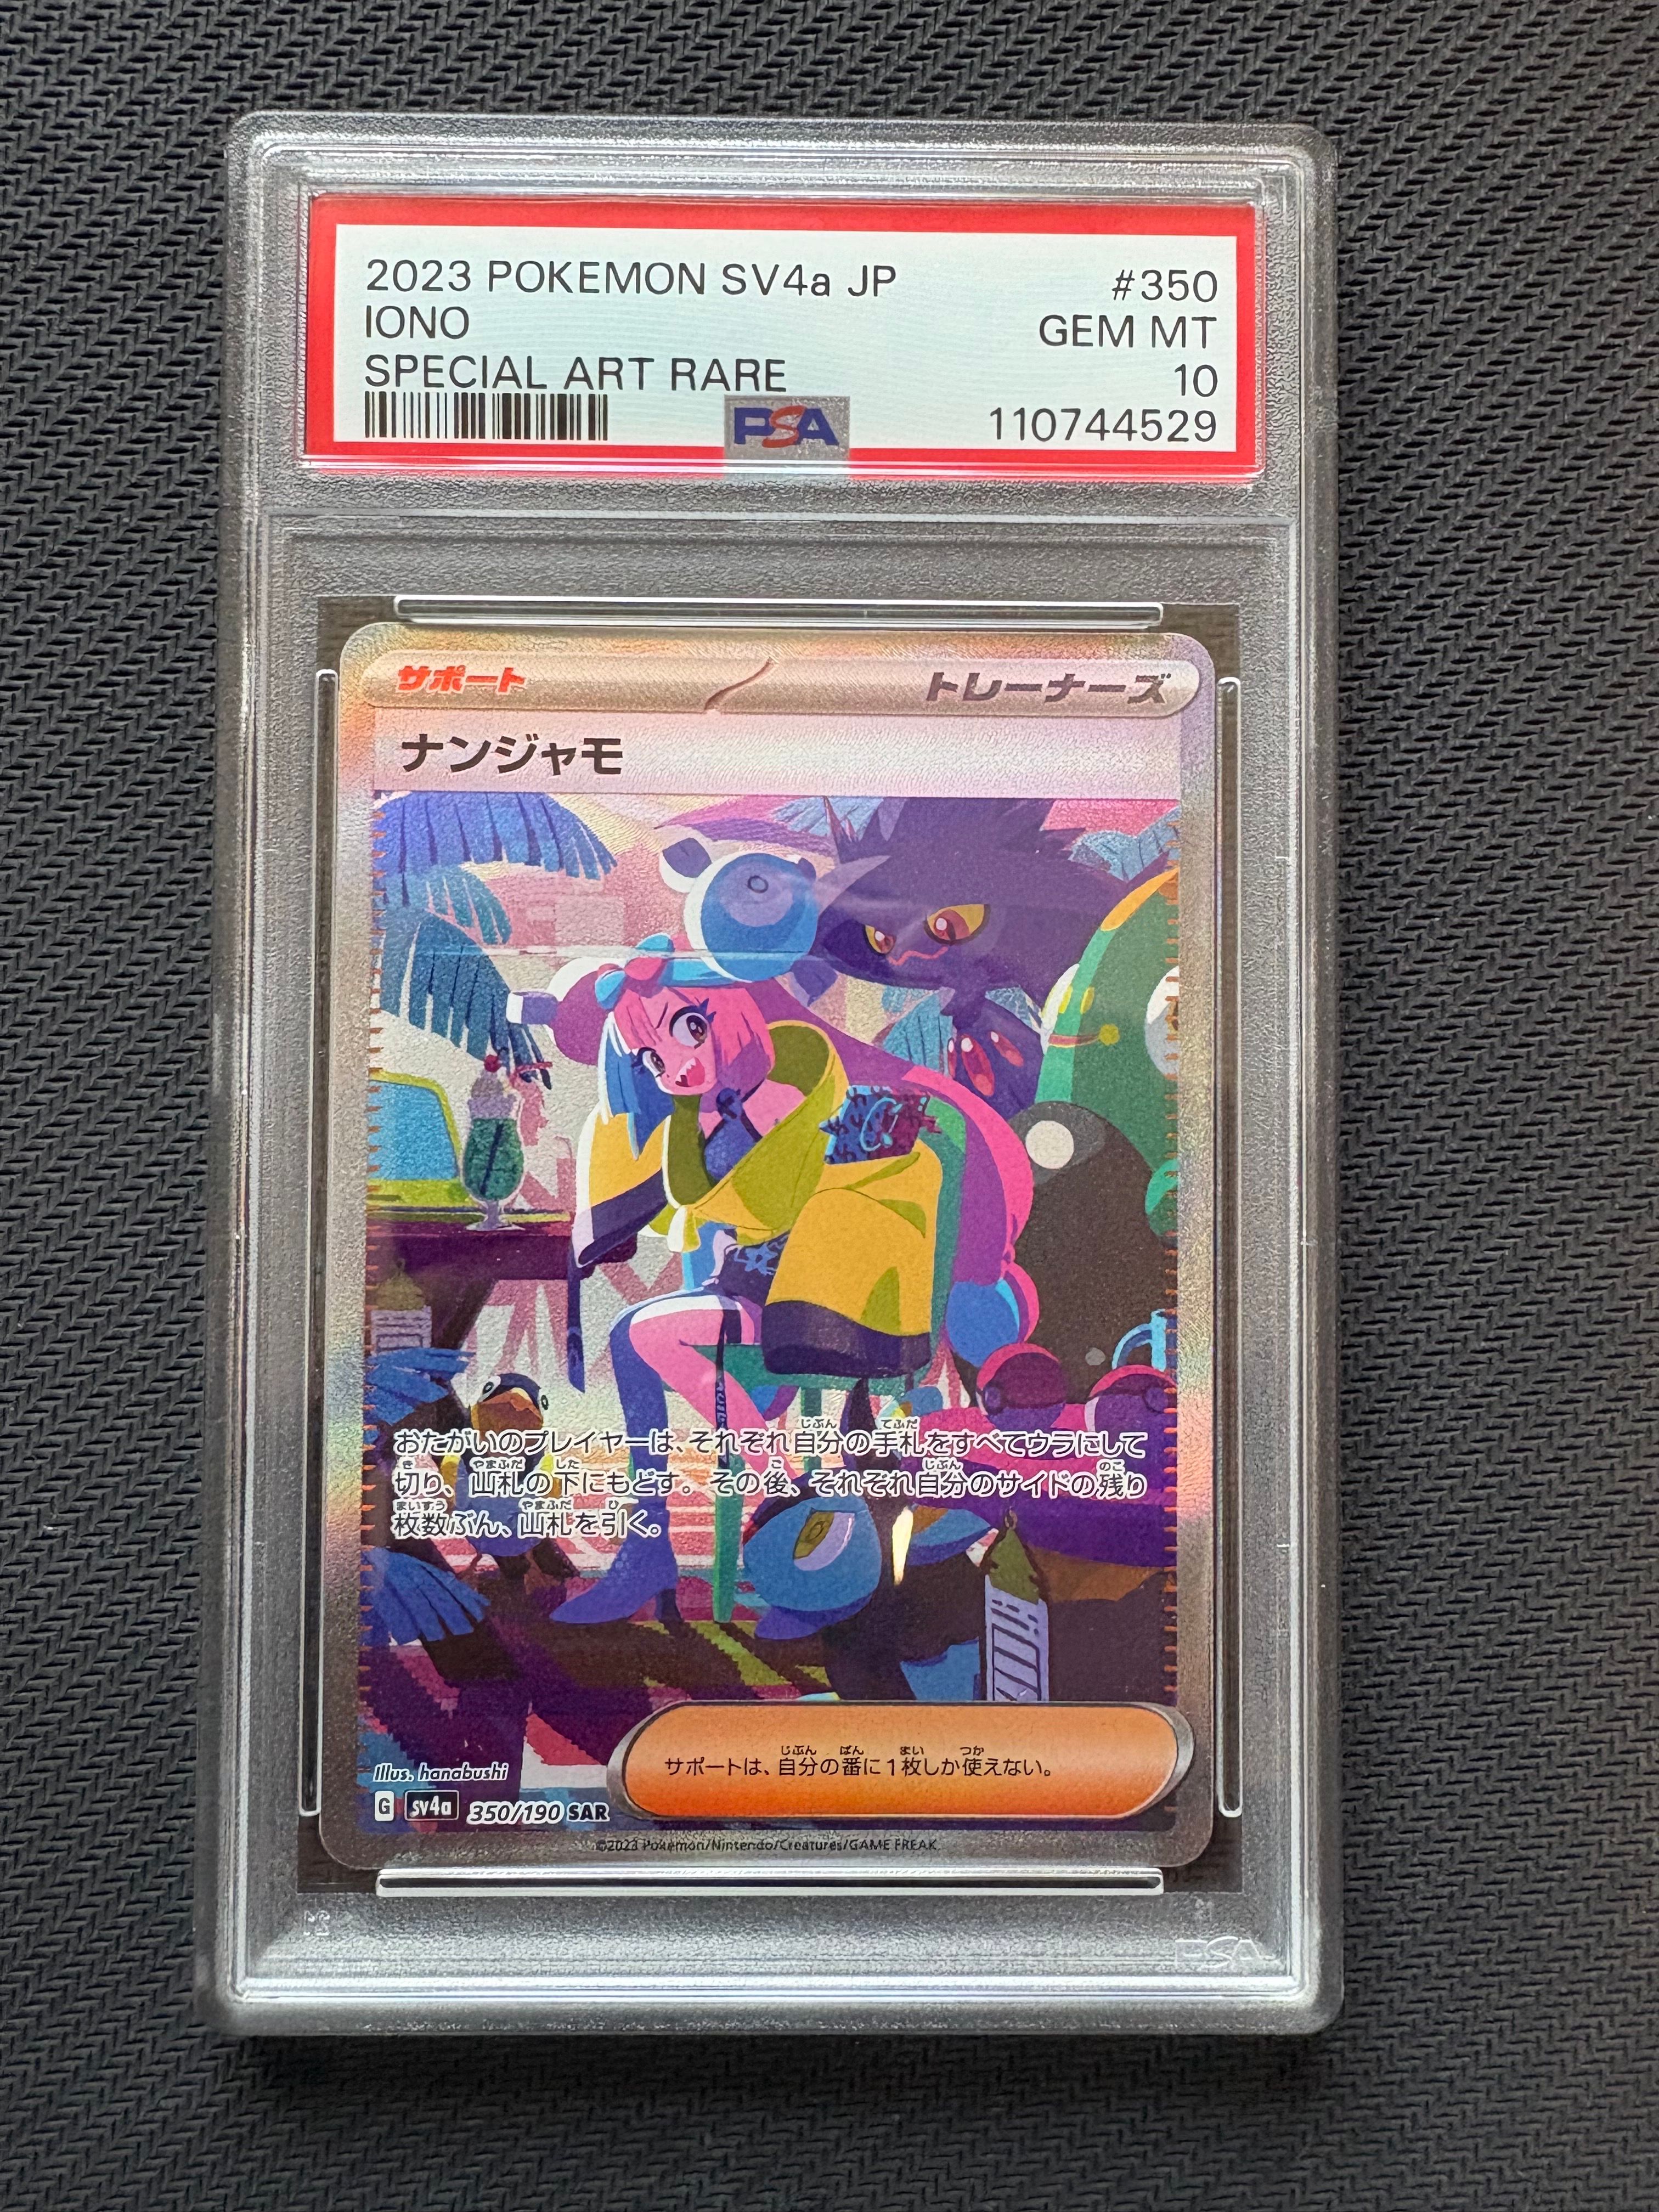 2023 POKEMON SV4a JP #350
IONO GEM MT
SPECIAL ART RARE 10
PSA 110744529
サポート トレーナーズ
ナンジャモ
おたがいのプレイヤーは、それぞれ自分の手札をすべてウラにして
切り、山札の下にもどす。その後、それぞれ自分のサイドの残り
枚数ぶん、山札を引く。
サポートは、自分の番に1枚しか使えない。
Illus. hanabushi
G sv4a 350/190 SAR
©2023 Pokémon/Nintendo/Creatures/GAME FREAK.
PSA